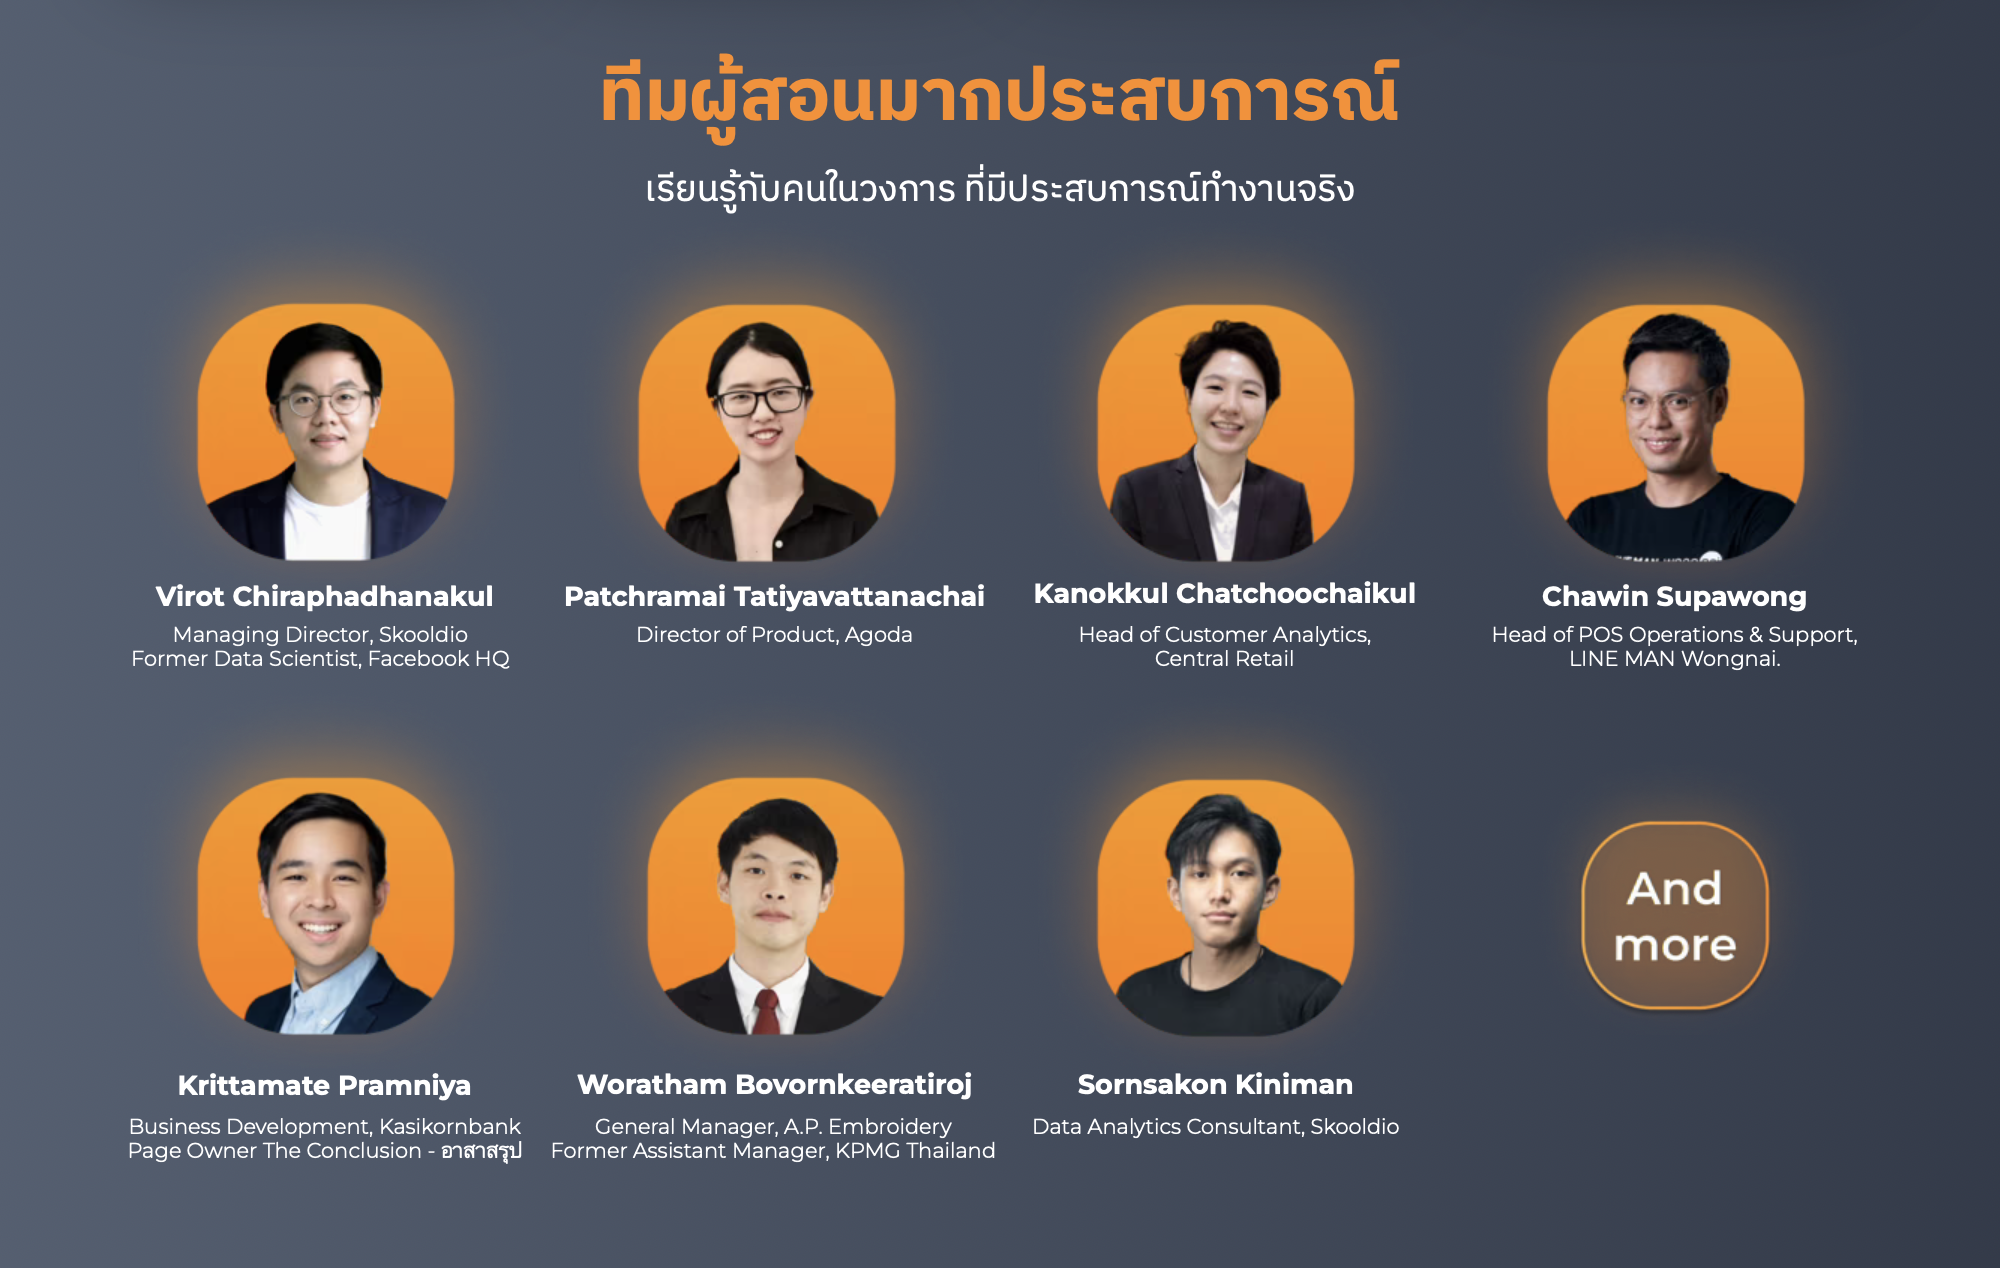 ทีมผู้สอนมากประสบการณ์
เรียนรู้กับคนในวงการ ที่มีประสบการณ์ทำงานจริง
Virot Chiraphadhanakul
Managing Director, Skooldio
Former Data Scientist, Facebook HQ
Patchramai Tatiyavattanachai
Director of Product, Agoda
Kanokkul Chatchoochaikul
Head of Customer Analytics,
Central Retail
Chawin Supawong
Head of POS Operations & Support,
LINE MAN Wongnai.
Krittamate Pramniya
Business Development, Kasikornbank
Page Owner The Conclusion - อาสาสรุป
Woratham Bovornkeeratiroj
General Manager, A.P. Embroidery
Former Assistant Manager, KPMG Thailand
Sornsakon Kiniman
Data Analytics Consultant, Skooldio
And
more